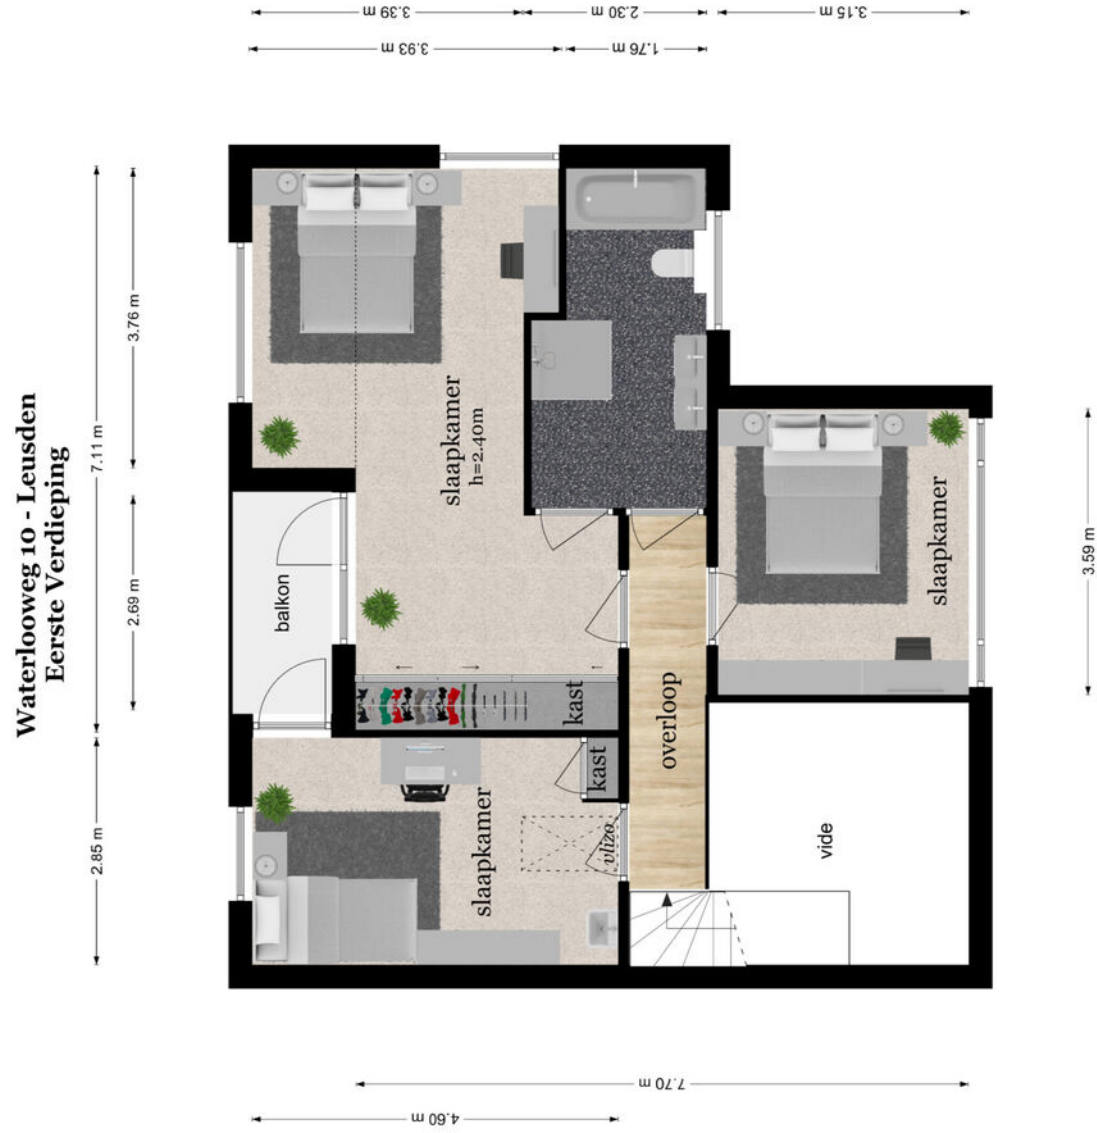 Waterlooweg 10 - Leusden
Eerste Verdieping
3.39 m
2.30 m
3.15 m
3.93 m
1.76 m
7.11 m
3.76 m
2.69 m
2.85 m
3.59 m
7.70 m
4.60 m
slaapkamer
h=2.40m
balkon
slaapkamer
kast
overloop
kast
slaapkamer
vlizo
vide